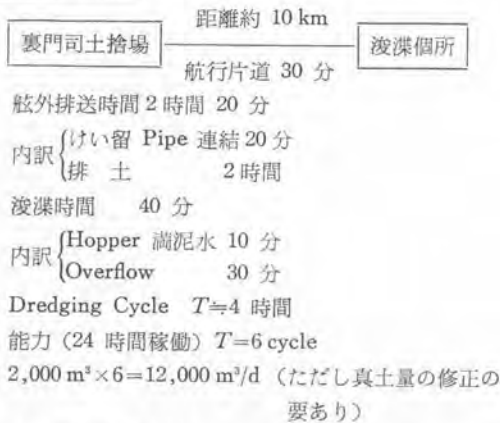 距離約 10 km
裏門司土捨場
浚渫個所
航行片道 30 分
舷外排送時間 2 時間 20 分
内訳 けい留 Pipe 連結 20 分
排 土 2 時間
浚渫時間 40 分
内訳 Hopper 満泥水 10 分
Overflow 30 分
Dredging Cycle T≒4 時間
能力（24 時間稼働）T=6 cycle
2,000 m³×6=12,000 m³/d （ただし真土量の修正の
要あり）